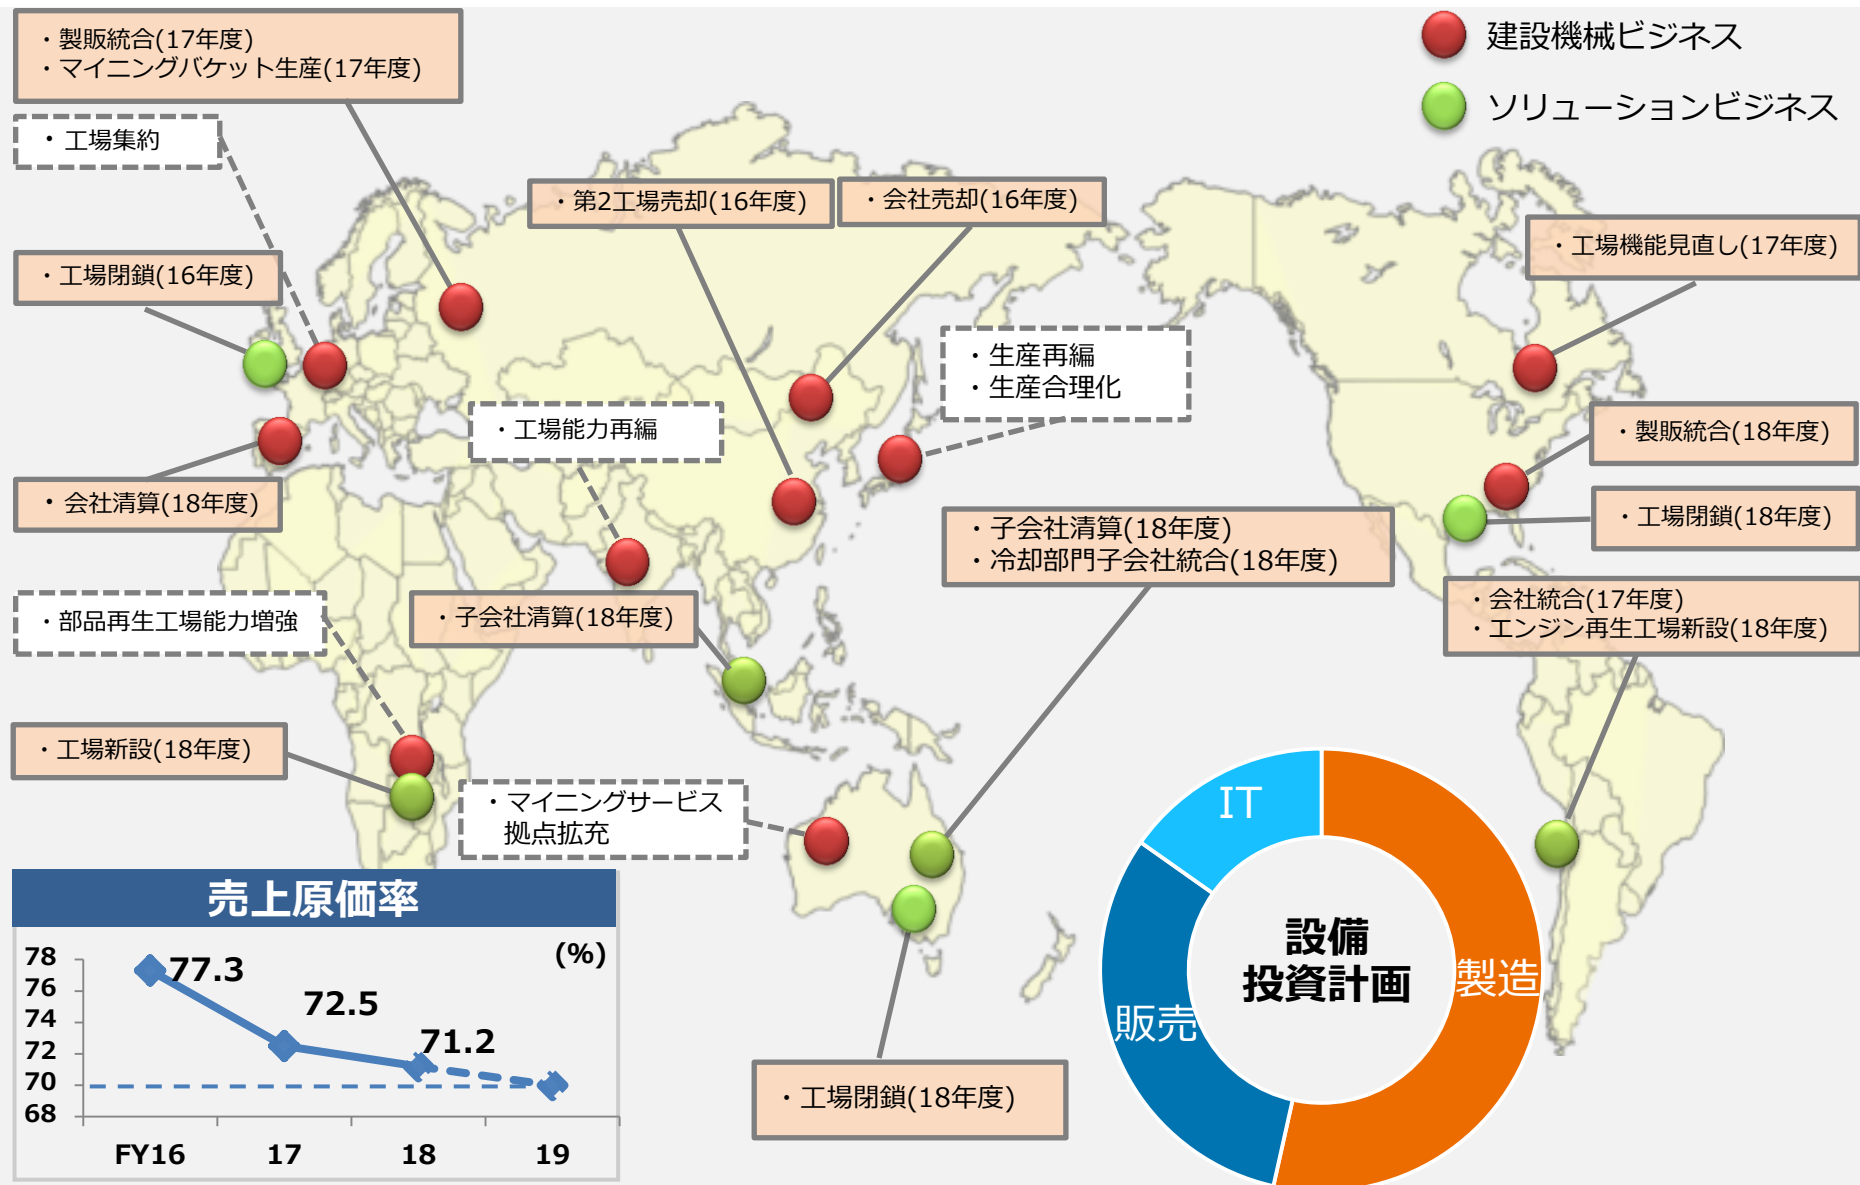 ・製販統合(17年度)
・マイニングバケット生産(17年度)
建設機械ビジネス
ソリューションビジネス
・工場集約
・第2工場売却(16年度)
・会社売却(16年度)
・工場機能見直し(17年度)
・工場閉鎖(16年度)
・生産再編
・生産合理化
・工場能力再編
・製販統合(18年度)
・会社清算(18年度)
・工場閉鎖(18年度)
・子会社清算(18年度)
・冷却部門子会社統合(18年度)
・部品再生工場能力増強
・子会社清算(18年度)
・会社統合(17年度)
・エンジン再生工場新設(18年度)
・工場新設(18年度)
・マイニングサービス
拠点拡充
・工場閉鎖(18年度)
売上原価率
(%)
78
76
74
72
70
68
77.3
72.5
71.2
FY16
17
18
19
IT
製造
販売
設備
投資計画